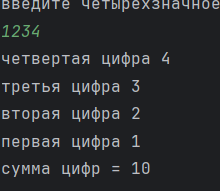 введите четырехзначное
1234
четвертая цифра 4
третья цифра 3
вторая цифра 2
первая цифра 1
сумма цифр = 10